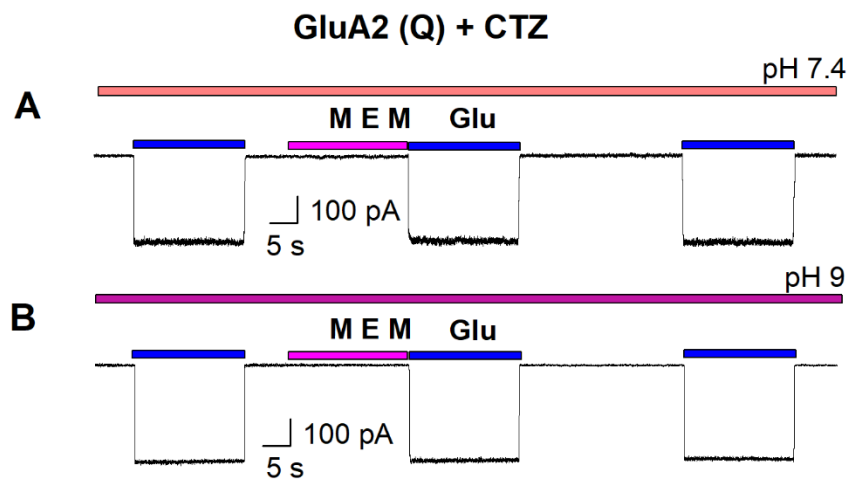 GluA2 (Q) + CTZ
pH 7.4
A
M E M Glu
100 pA
5 s
pH 9
B
M E M Glu
100 pA
5 s